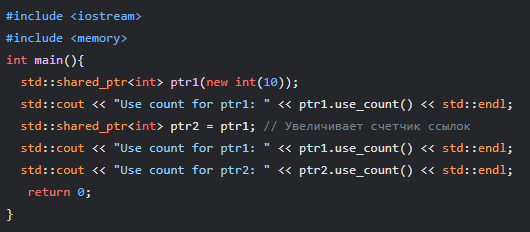 #include <iostream>
#include <memory>
int main(){
  std::shared_ptr<int> ptr1(new int(10));
  std::cout << "Use count for ptr1: " << ptr1.use_count() << std::endl;
  std::shared_ptr<int> ptr2 = ptr1; // Увеличивает счетчик ссылок
  std::cout << "Use count for ptr1: " << ptr1.use_count() << std::endl;
  std::cout << "Use count for ptr2: " << ptr2.use_count() << std::endl;
   return 0;
}